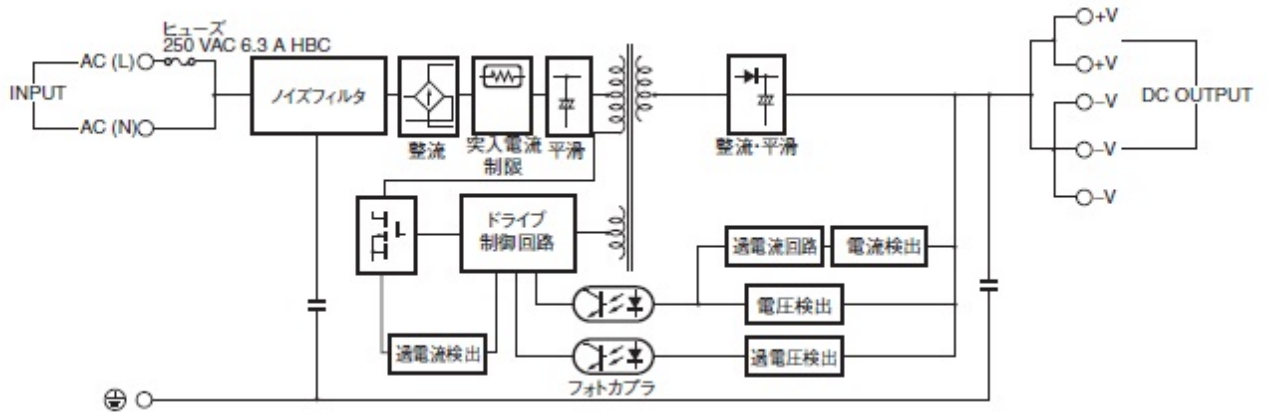 ヒューズ
250 VAC 6.3 A HBC
INPUT
AC (L)
AC (N)
ノイズフィルタ
整流
突入電流
制限
平滑
整流・平滑
+V
+V
−V
−V
−V
DC OUTPUT
ドライブ
制御回路
過電流検出
過電流回路
電流検出
電圧検出
過電圧検出
フォトカプラ